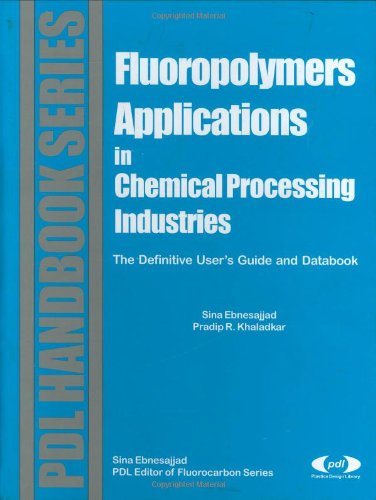 PDL HANDBOOK SERIES
Fluoropolymers
Applications
in
Chemical Processing
Industries
The Definitive User's Guide and Databook
Sina Ebnesajjad
Pradip R. Khaladkar
Sina Ebnesajjad
PDL Editor of Fluorocarbon Series
pdl
Plastics Design Library